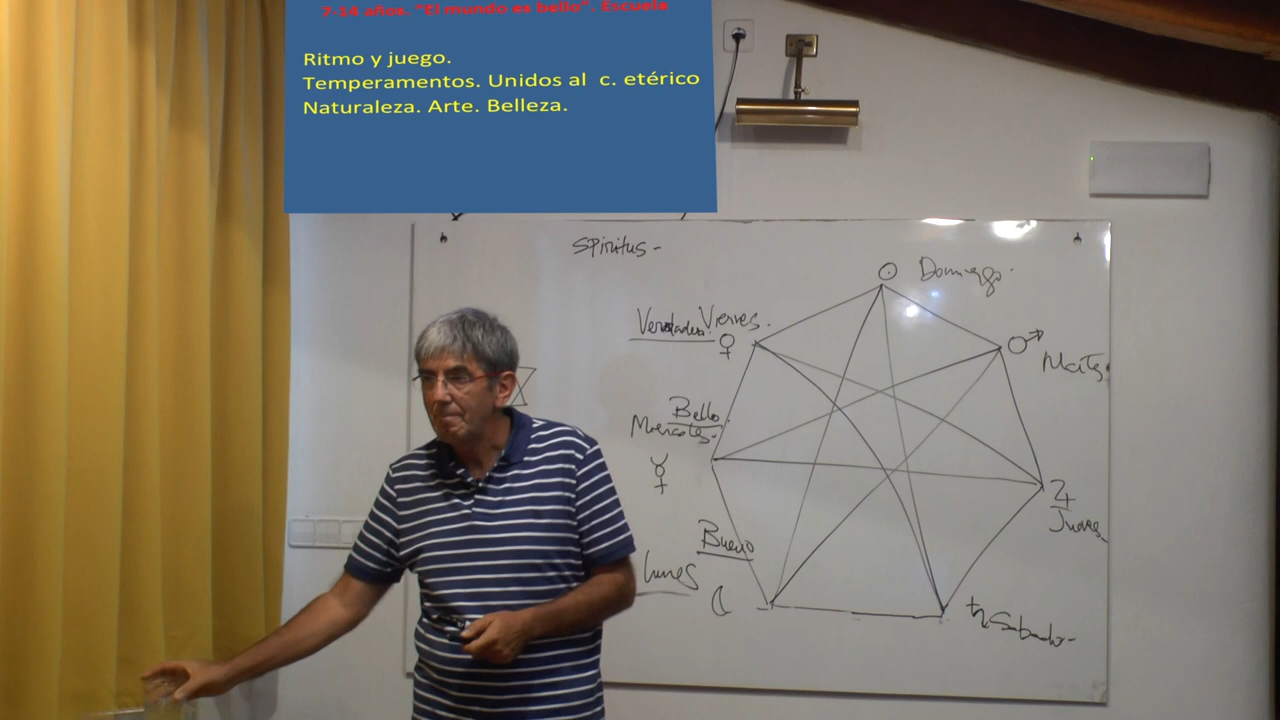 7-14 años. "El mundo es bello". Escuela
Ritmo y juego.
Temperamentos. Unidos al c. etérico
Naturaleza. Arte. Belleza.
Spiritus-
Domingo.
Verdadero. Viernes.
Martes.
Bello
Miercoles.
Jueves
Bueno
Lunes
Sabado-